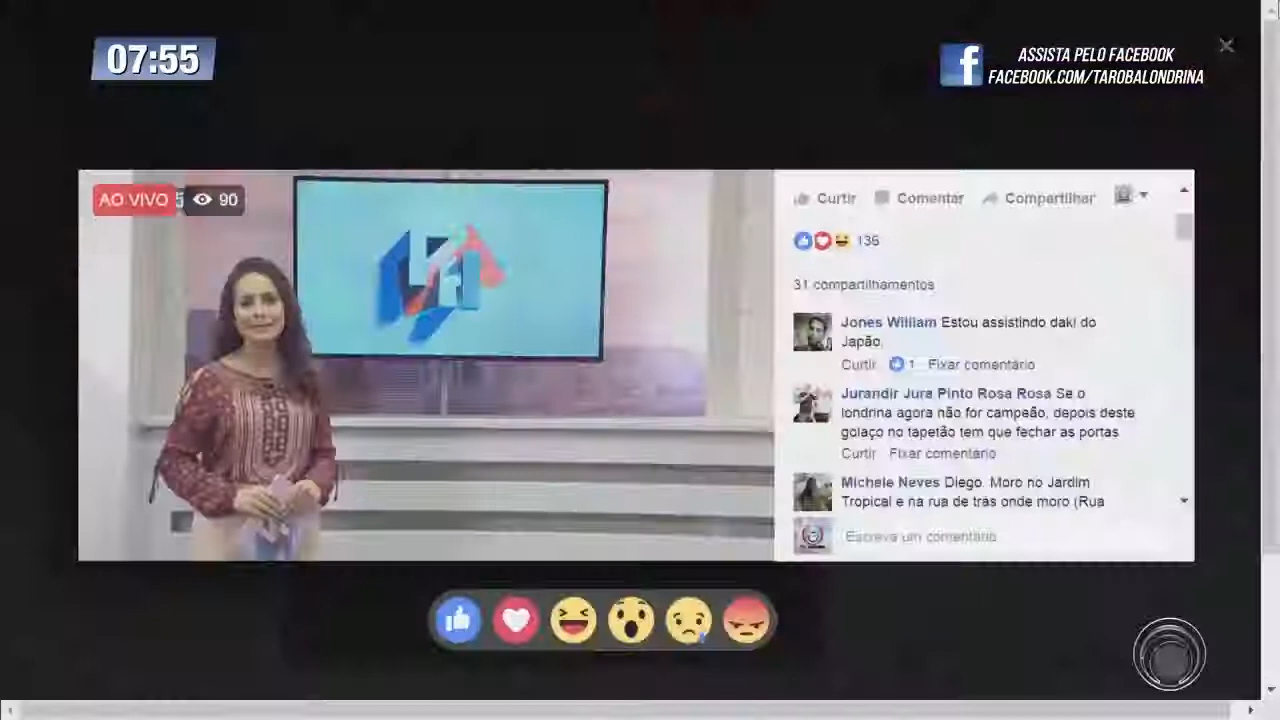 07:55
ASSISTA PELO FACEBOOK
FACEBOOK.COM/TAROBALONDRINA
AO VIVO
90
Curtir Comentar Compartilhar
136
31 compartilhamentos
Jones William Estou assistindo daki do
Japão.
Curtir 1 Fixar comentário
Jurandir Jura Pinto Rosa Rosa Se o
londrina agora não for campeão, depois deste
golaço no tapetão tem que fechar as portas
Curtir Fixar comentário
Michele Neves Diego. Moro no Jardim
Tropical e na rua de trás onde moro (Rua
Escreva um comentário